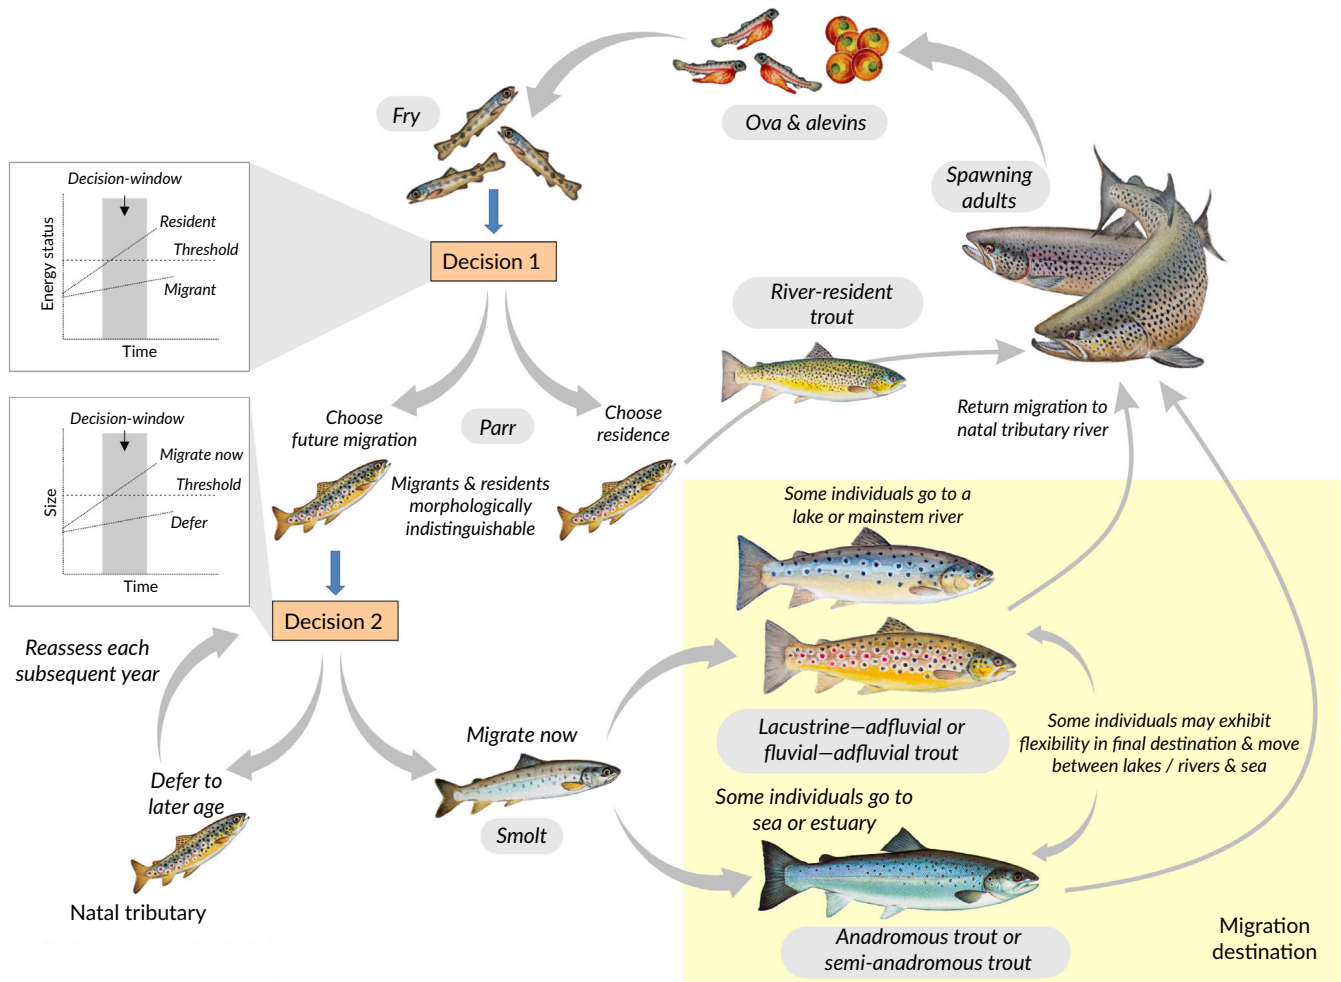 Ova & alevins
Fry
Spawning
adults
Decision-window
Resident
Threshold
Migrant
Energy status
Time
Decision 1
River-resident
trout
Choose
future migration
Parr
Choose
residence
Migrants & residents
morphologically
indistinguishable
Return migration to
natal tributary river
Decision-window
Migrate now
Threshold
Defer
Size
Time
Some individuals go to a
lake or mainstem river
Decision 2
Reassess each
subsequent year
Migrate now
Smolt
Defer to
later age
Natal tributary
Lacustrine—adfluvial or
fluvial—adfluvial trout
Some individuals may exhibit
flexibility in final destination & move
between lakes / rivers & sea
Some individuals go to
sea or estuary
Anadromous trout or
semi-anadromous trout
Migration
destination